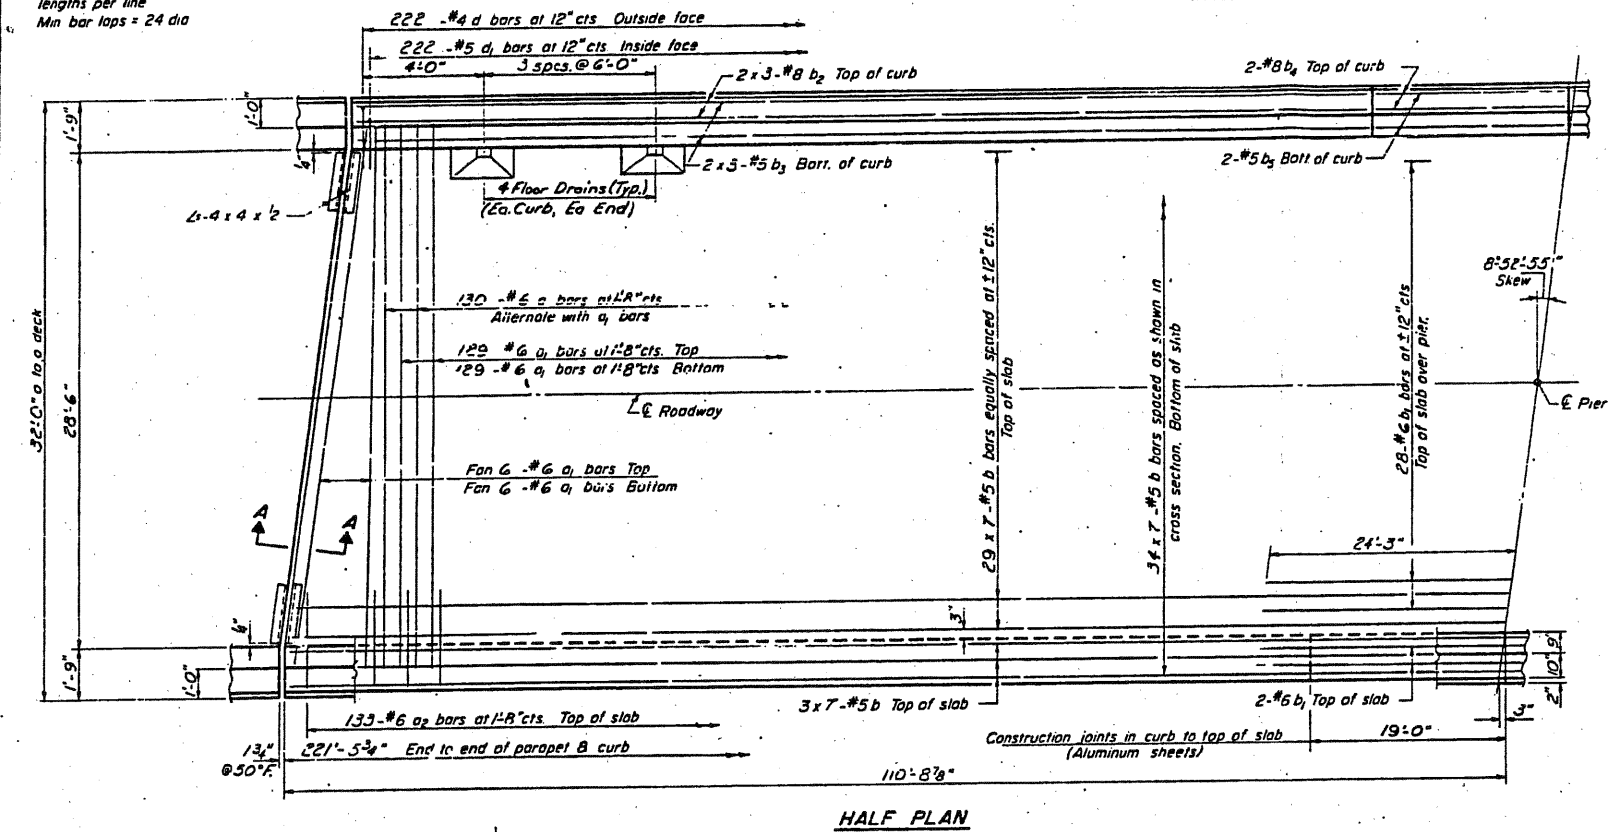 lengths per line
Min bar laps = 24 dia
222 -#4 d bars at 12" cts. Outside face
222 -#5 d₁ bars at 12" cts. Inside face
4'-0"
3 spcs. @ 6'-0"
2 x 3-#8 b₂ Top of curb
2-#8 b₄ Top of curb
1'-9"
1'-0"
2 x 3-#5 b₃ Bott. of curb
2-#5 b₅ Bott. of curb
Ls-4 x 4 x ½
4 Floor Drains (Typ.)
(Ea. Curb, Ea End)
8°-52'-55"
Skew
130 -#6 a bars at 1'-8" cts
Alternate with a₁ bars
129 #6 a₁ bars at 1'-8" cts. Top
129 -#6 a₁ bars at 1'-8" cts Bottom
32'-0" o to o deck
28'-6"
℄ Roadway
℄ Pier
29 x 7-#5 b bars equally spaced at ±12" cts.
Top of slab
34 x 7-#5 b bars spaced as shown in
cross section. Bottom of slab
28-#6 b₁ bars at ±12" cts
Top of slab over pier.
Fan 6 -#6 a₁ bars Top
Fan 6 -#6 a₁ bars Bottom
A
A
24'-3"
3"
1'-9"
1'-0"
9"
10"
2"
3 x 7-#5 b Top of slab
2-#6 b₁ Top of slab
3"
133-#6 a₂ bars at 1'-8" cts. Top of slab
Construction joints in curb to top of slab
(Aluminum sheets)
19'-0"
1¾"
@50°F.
221'-5¾" End to end of parapet & curb
110'-8⅞"
HALF PLAN